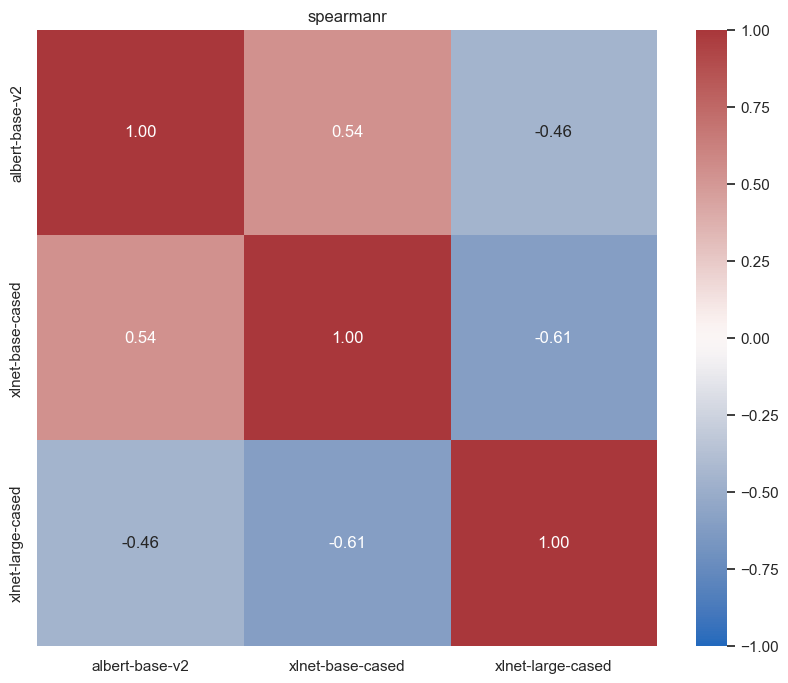 spearmanr
albert-base-v2
1.00
0.54
-0.46
xlnet-base-cased
0.54
1.00
-0.61
xlnet-large-cased
-0.46
-0.61
1.00
albert-base-v2
xlnet-base-cased
xlnet-large-cased
1.00
0.75
0.50
0.25
0.00
−0.25
−0.50
−0.75
−1.00